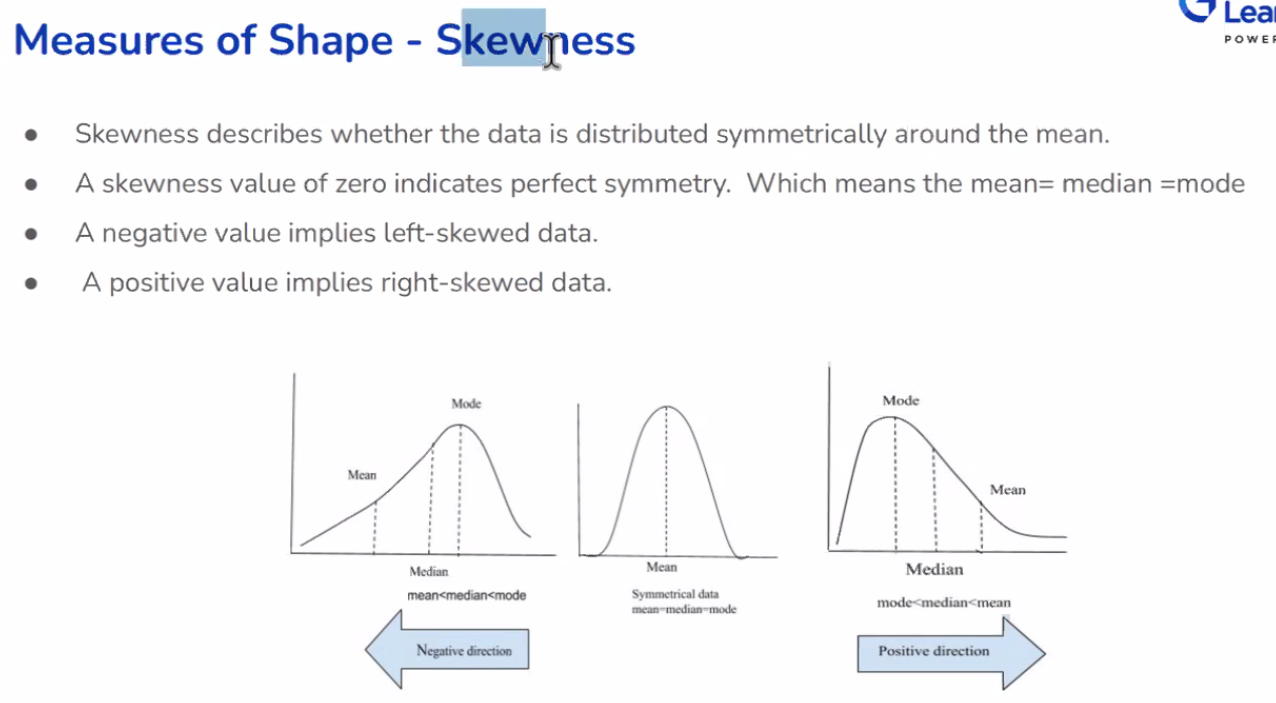 Measures of Shape - Skewness
Lear
POWER
● Skewness describes whether the data is distributed symmetrically around the mean.
● A skewness value of zero indicates perfect symmetry. Which means the mean= median =mode
● A negative value implies left-skewed data.
● A positive value implies right-skewed data.
Mode
Mean
Median
mean<median<mode
Negative direction
Mean
Symmetrical data
mean=median=mode
Mode
Mean
Median
mode<median<mean
Positive direction